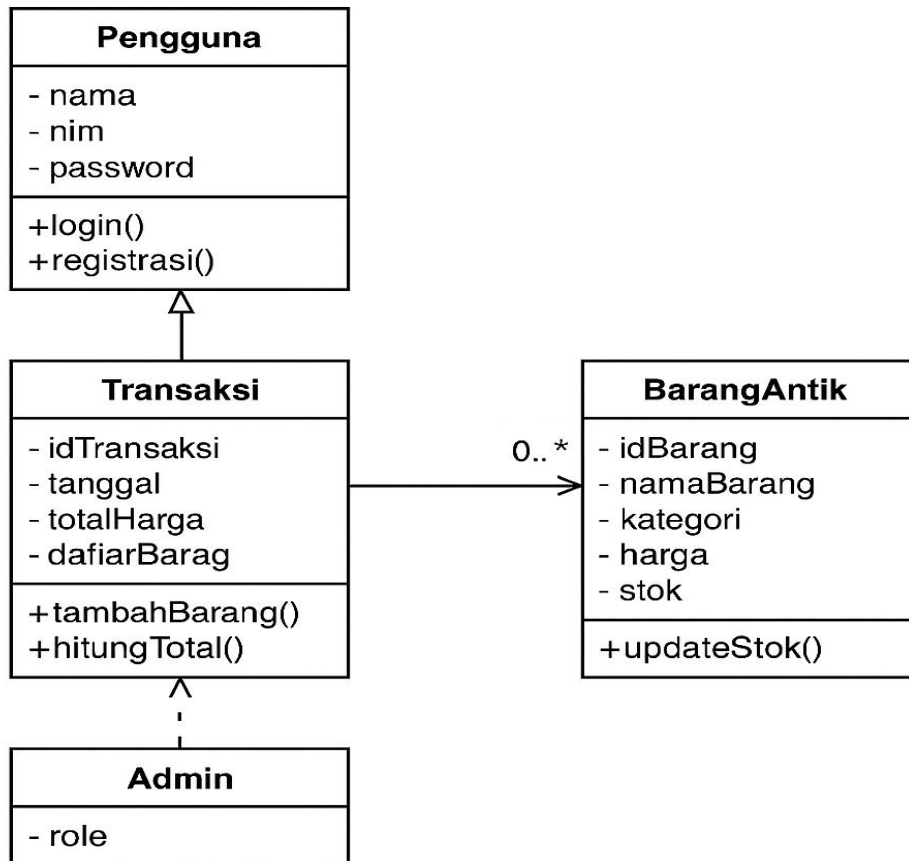 Pengguna
- nama
- nim
- password
+login()
+registrasi()
Transaksi
- idTransaksi
- tanggal
- totalHarga
- dafiarBarag
+tambahBarang()
+hitungTotal()
0..*
BarangAntik
- idBarang
- namaBarang
- kategori
- harga
- stok
+updateStok()
Admin
- role